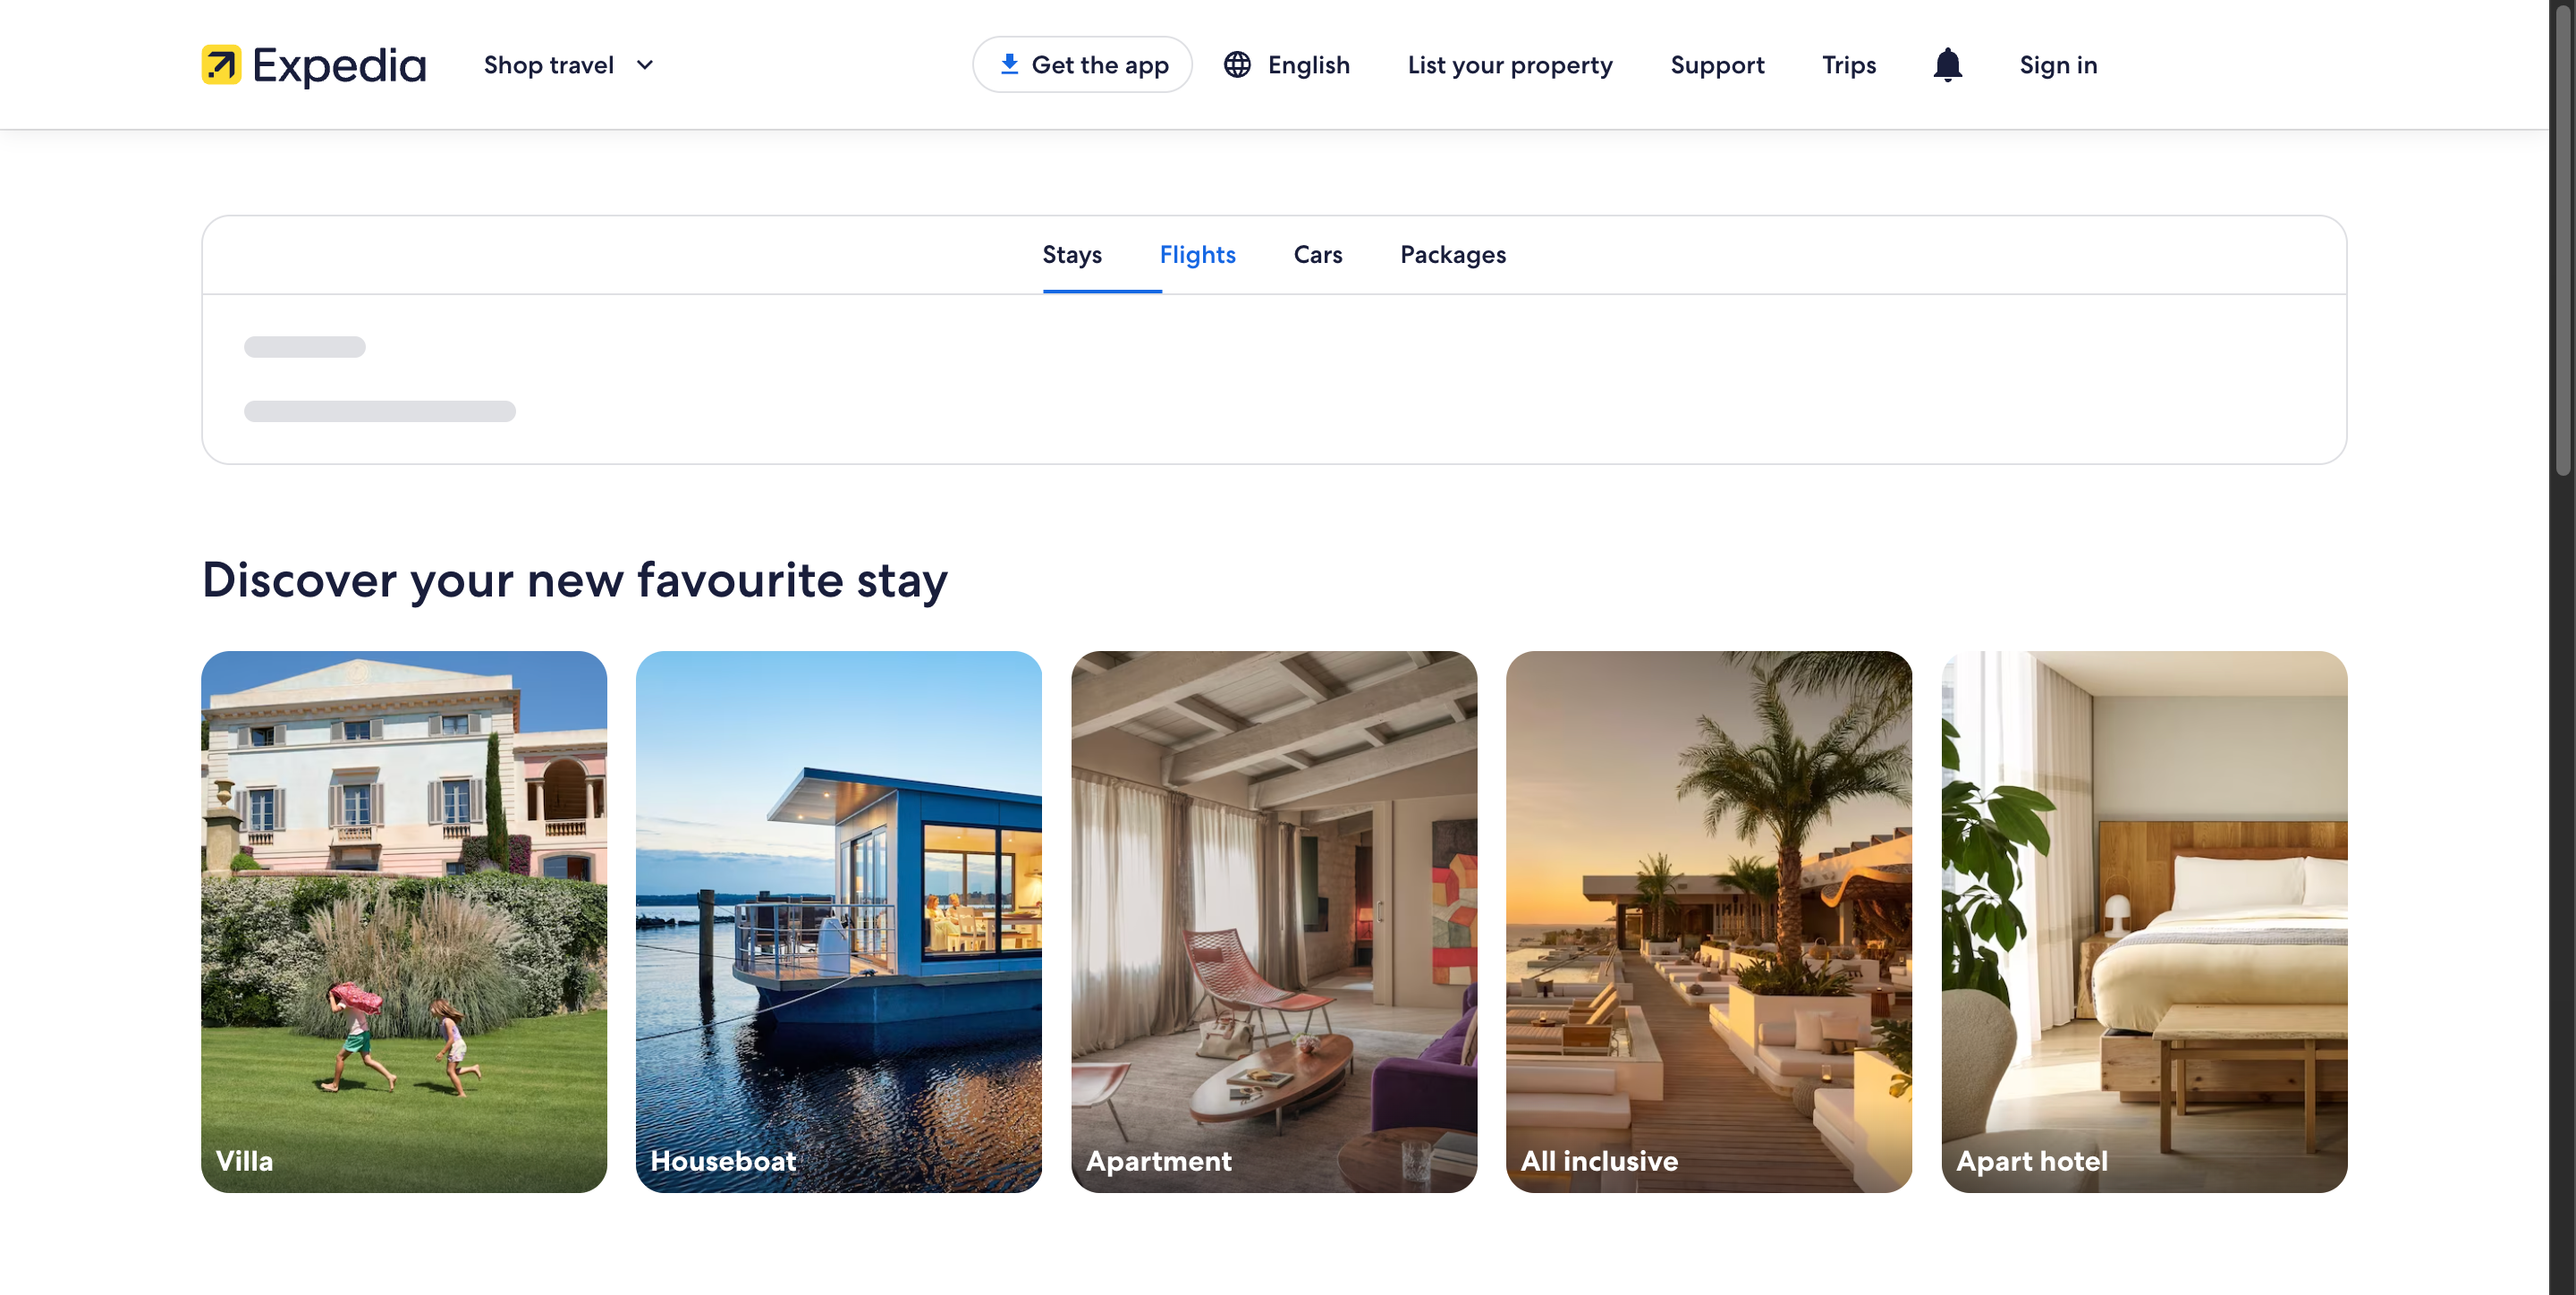 Expedia
Shop travel
Get the app
English
List your property
Support
Trips
Sign in
Stays
Flights
Cars
Packages
Discover your new favourite stay
Villa
Houseboat
Apartment
All inclusive
Apart hotel